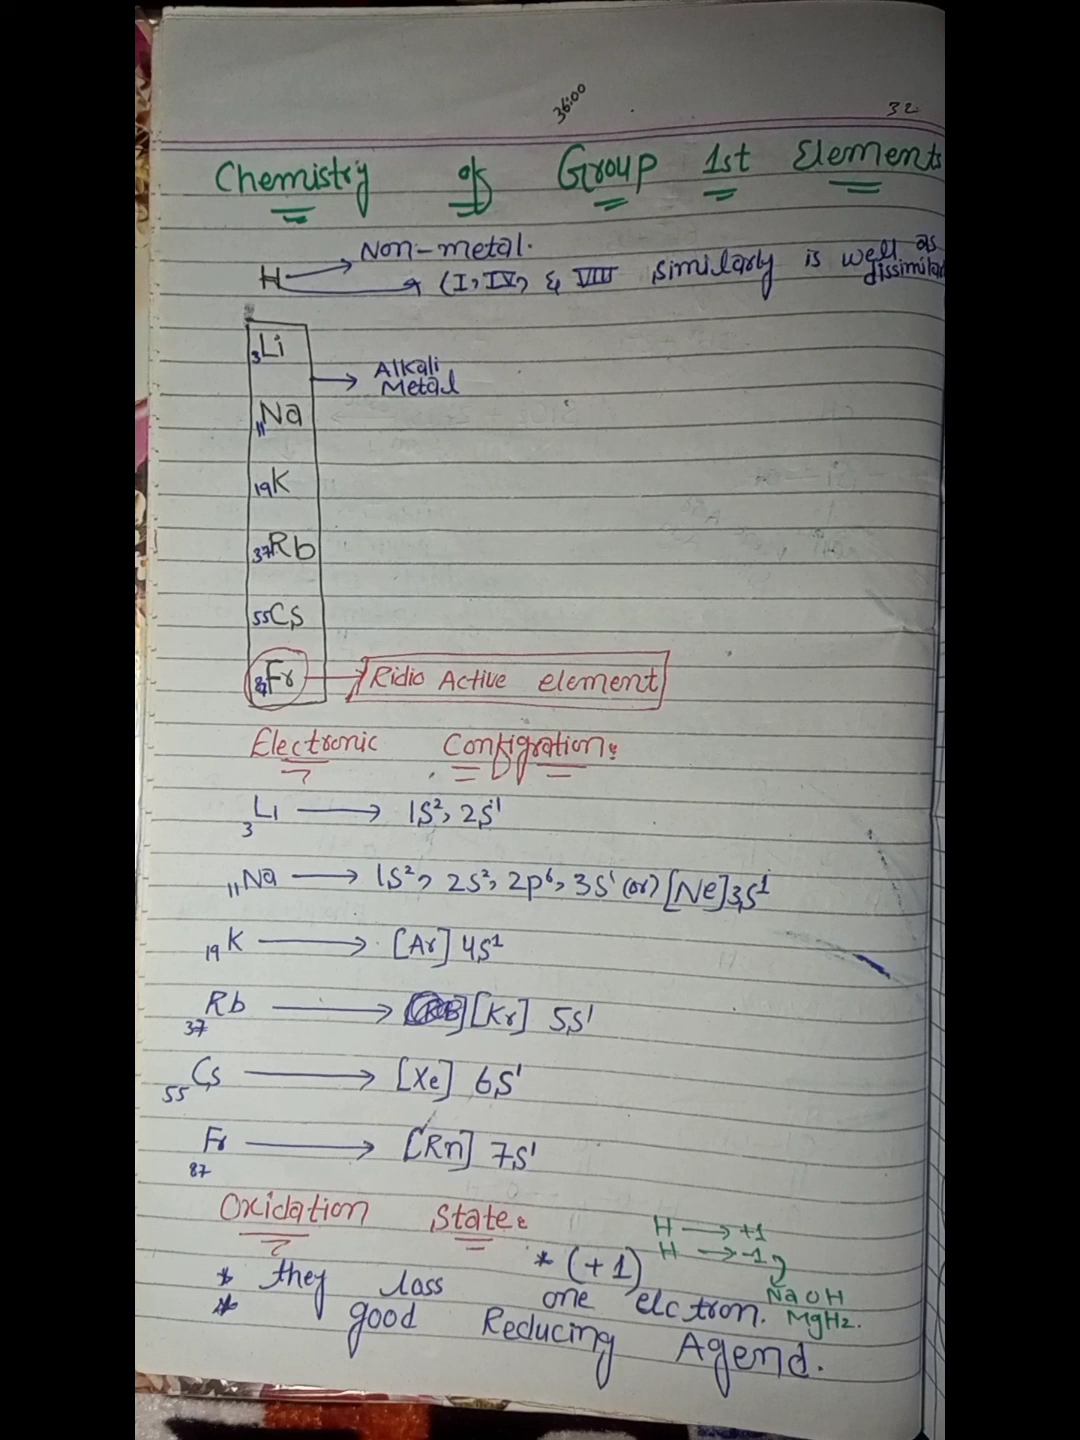 36:00
32
Chemistry of Group 1st Elements
Non-metal.
H (I, IV, & VIII similarly is well as dissimilar
3Li
Alkali
Metal
11Na
19K
37Rb
55Cs
87Fr → Ridio Active element
Electronic Configration:
3Li → 1S², 2S¹
11Na → 1S², 2S², 2p⁶, 3S¹ (or) [Ne]3S¹
19K → [Ar] 4S¹
37Rb → [Kr] 5S¹
55Cs → [Xe] 6S¹
87Fr → [Rn] 7S¹
Oxidation State:
H → +1
* (+1) H → -1
* they loss one elctron. NaOH
MgH2.
* good Reducing Agend.